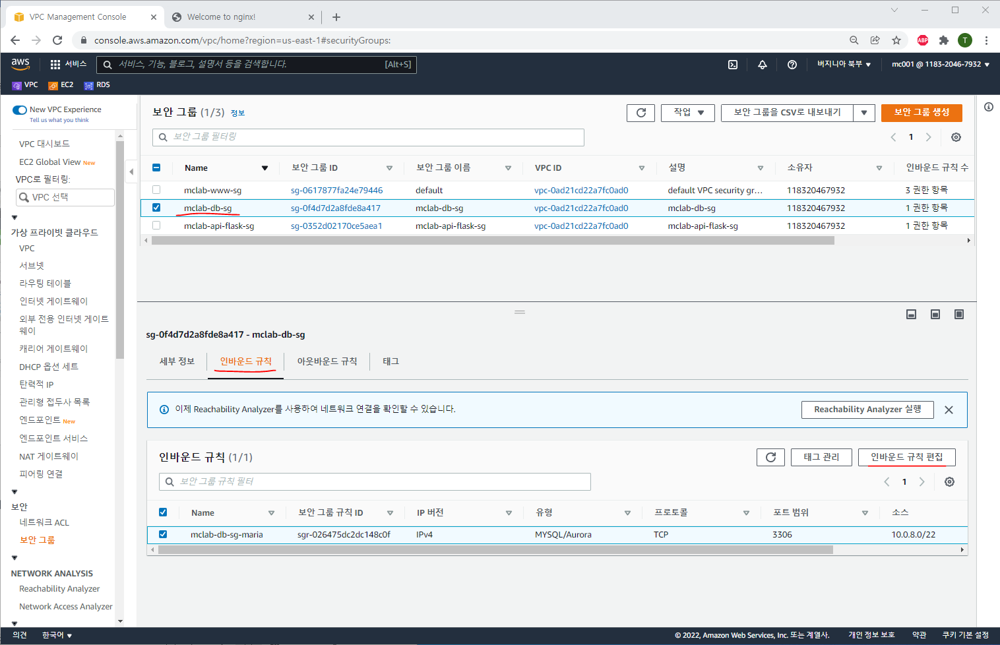 VPC Management Console
Welcome to nginx!
console.aws.amazon.com/vpc/home?region=us-east-1#securityGroups:
ABP
T
aws
서비스
서비스, 기능, 블로그, 설명서 등을 검색합니다.
[Alt+S]
버지니아 북부
mc001 @ 1183-2046-7932
VPC
EC2
RDS
New VPC Experience
Tell us what you think
VPC 대시보드
EC2 Global View New
VPC로 필터링:
VPC 선택
가상 프라이빗 클라우드
VPC
서브넷
라우팅 테이블
인터넷 게이트웨이
외부 전용 인터넷 게이트
웨이
캐리어 게이트웨이
DHCP 옵션 세트
탄력적 IP
관리형 접두사 목록
엔드포인트 New
엔드포인트 서비스
NAT 게이트웨이
피어링 연결
보안
네트워크 ACL
보안 그룹
NETWORK ANALYSIS
Reachability Analyzer
Network Access Analyzer
보안 그룹 (1/3) 정보
작업
보안 그룹을 CSV로 내보내기
보안 그룹 생성
보안 그룹 필터링
1
Name 보안 그룹 ID 보안 그룹 이름 VPC ID 설명 소유자 인바운드 규칙 수
mclab-www-sg sg-0617877fa24e79446 default vpc-0ad21cd22a7fc0ad0 default VPC security gr... 118320467932 3 권한 항목
mclab-db-sg sg-0f4d7d2a8fde8a417 mclab-db-sg vpc-0ad21cd22a7fc0ad0 mclab-db-sg 118320467932 1 권한 항목
mclab-api-flask-sg sg-0352d02170ce5aea1 mclab-api-flask-sg vpc-0ad21cd22a7fc0ad0 mclab-api-flask-sg 118320467932 1 권한 항목
sg-0f4d7d2a8fde8a417 - mclab-db-sg
세부 정보
인바운드 규칙
아웃바운드 규칙
태그
이제 Reachability Analyzer를 사용하여 네트워크 연결을 확인할 수 있습니다.
Reachability Analyzer 실행
인바운드 규칙 (1/1)
태그 관리
인바운드 규칙 편집
보안 그룹 규칙 필터
1
Name 보안 그룹 규칙 ID IP 버전 유형 프로토콜 포트 범위 소스
mclab-db-sg-maria sgr-026475dc2dc148c0f IPv4 MYSQL/Aurora TCP 3306 10.0.8.0/22
의견
한국어
© 2022, Amazon Web Services, Inc. 또는 계열사.
개인 정보 보호
약관
쿠키 기본 설정